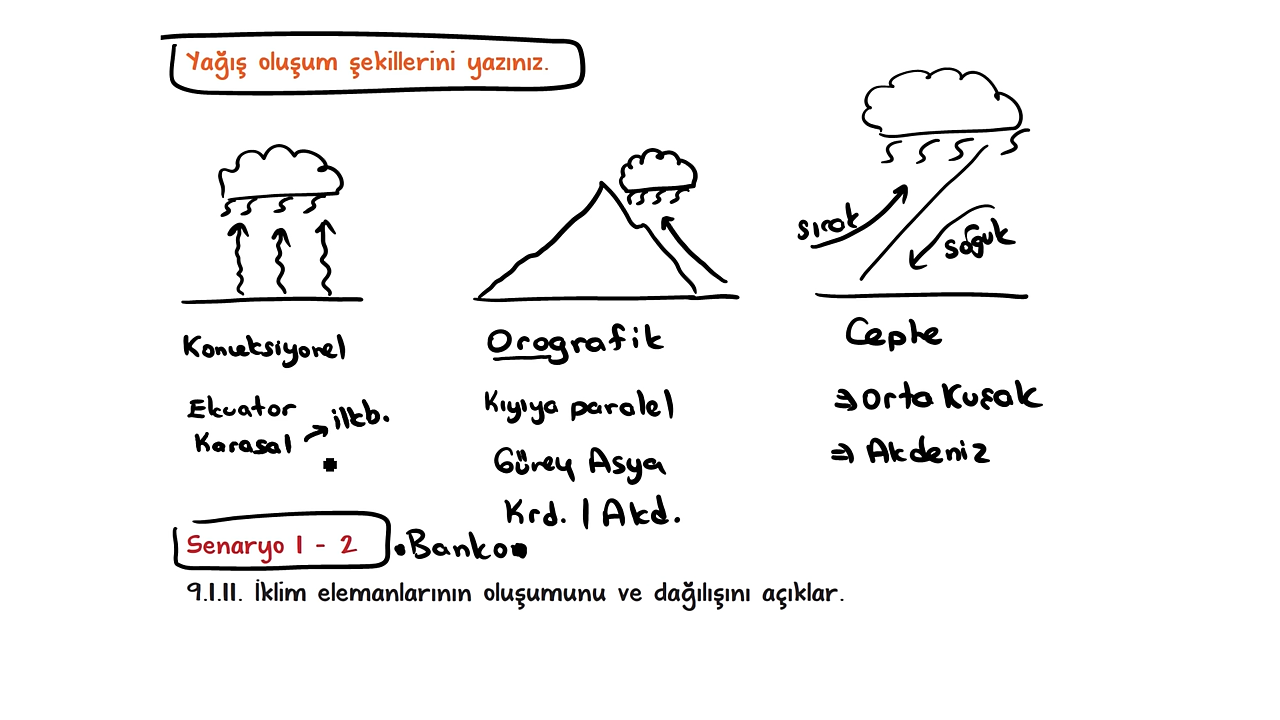 Yağış oluşum şekillerini yazınız.
sıcak
soğuk
Konveksiyonel
Ekvator
Karasal → ilkb.
Orografik
Kıyıya paralel
Güney Asya
Krd. | Akd.
Cephe
⇒ Orta Kuşak
⇒ Akdeniz
Senaryo 1 - 2
•Banko•
9.1.11. İklim elemanlarının oluşumunu ve dağılışını açıklar.